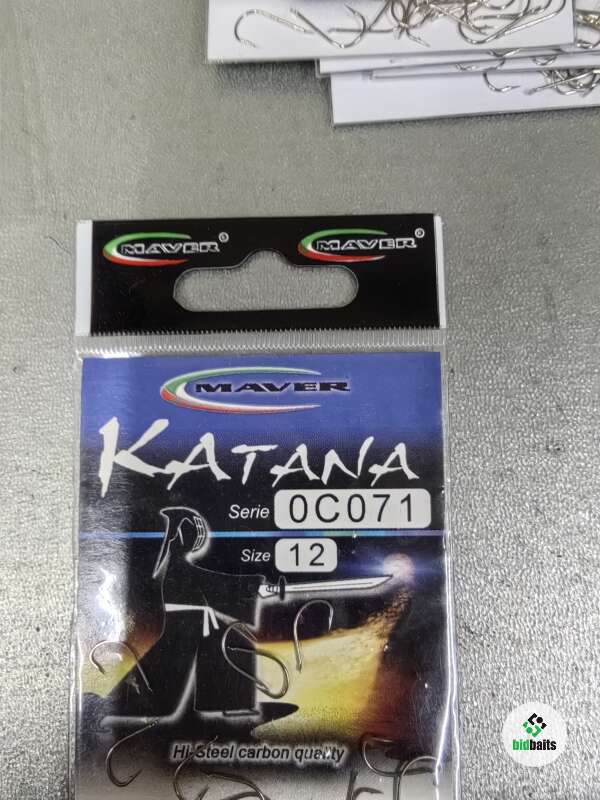 MAVER® MAVER®
MAVER
KATANA
Serie 0C071
Size 12
Hi-Steel carbon quality
bidbaits